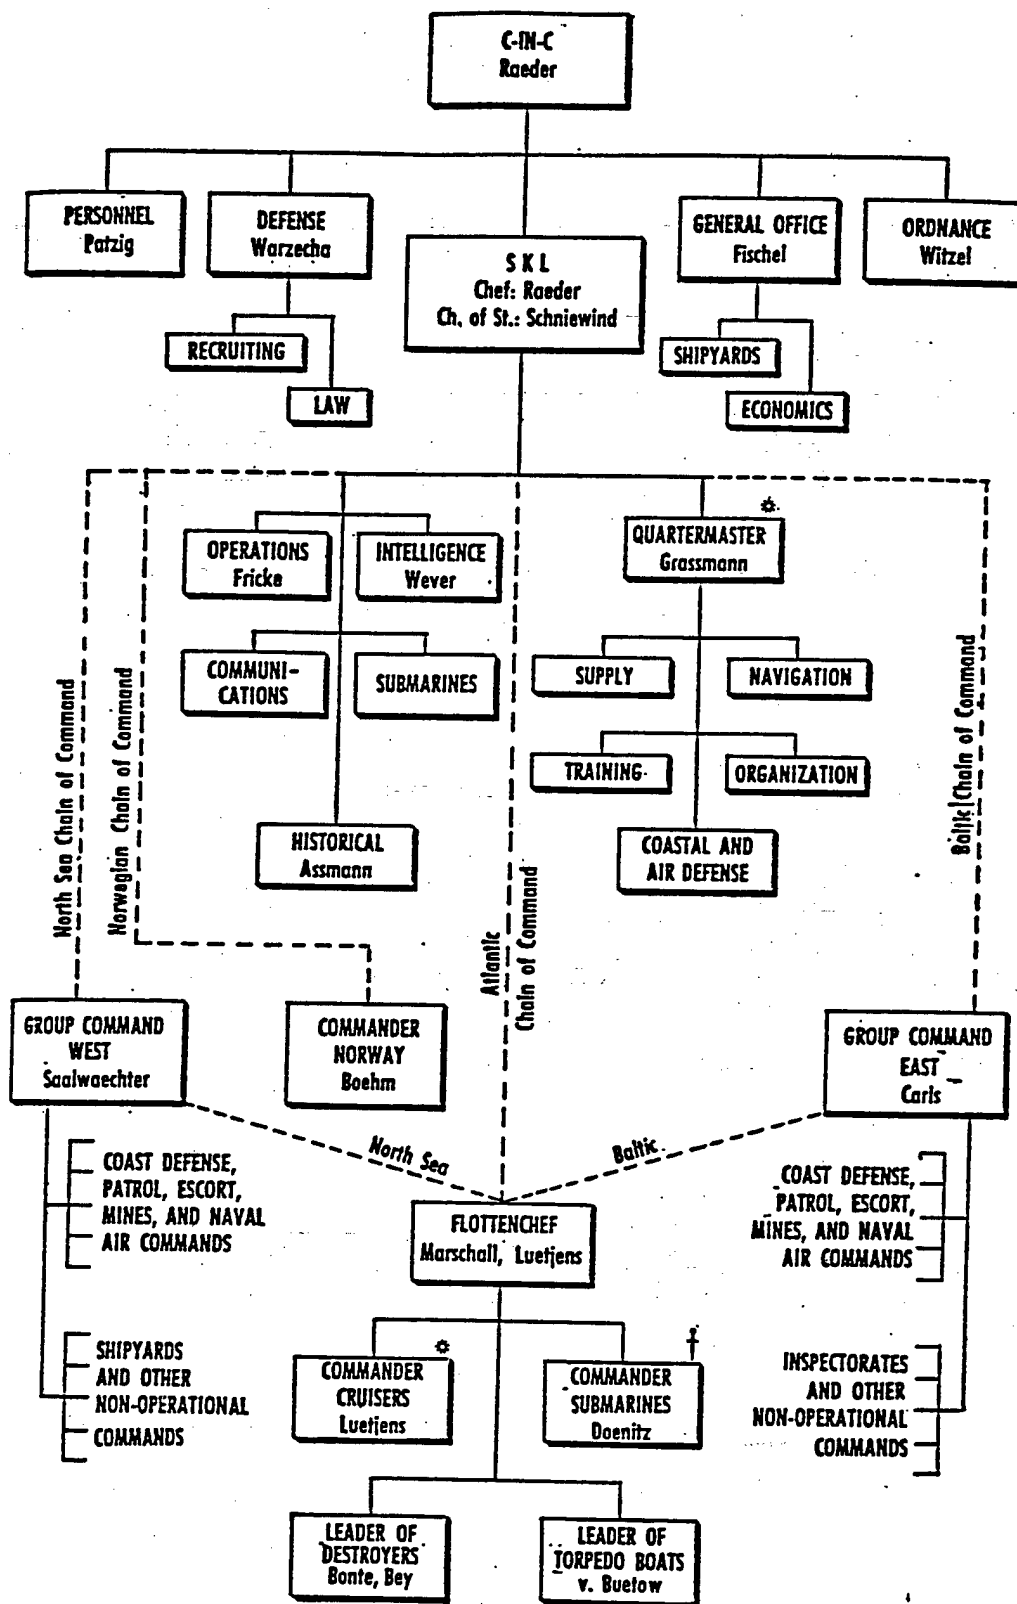 C-IN-C
Raeder
PERSONNEL
Patzig
DEFENSE
Warzecha
GENERAL OFFICE
Fischel
ORDNANCE
Witzel
S K L
Chef: Raeder
Ch. of St.: Schniewind
RECRUITING
LAW
SHIPYARDS
ECONOMICS
OPERATIONS
Fricke
INTELLIGENCE
Wever
QUARTERMASTER
Grassmann
COMMUNI-
CATIONS
SUBMARINES
SUPPLY
NAVIGATION
TRAINING
ORGANIZATION
HISTORICAL
Assmann
COASTAL AND
AIR DEFENSE
North Sea Chain of Command
Norwegian Chain of Command
Atlantic
Chain of Command
Baltic Chain of Command
GROUP COMMAND
WEST
Saalwaechter
COMMANDER
NORWAY
Boehm
GROUP COMMAND
EAST
Carls
North Sea
Baltic
COAST DEFENSE,
PATROL, ESCORT,
MINES, AND NAVAL
AIR COMMANDS
FLOTTENCHEF
Marschall, Luetjens
COAST DEFENSE,
PATROL, ESCORT,
MINES, AND NAVAL
AIR COMMANDS
SHIPYARDS
AND OTHER
NON-OPERATIONAL
COMMANDS
COMMANDER
CRUISERS
Luetjens
COMMANDER
SUBMARINES
Doenitz
INSPECTORATES
AND OTHER
NON-OPERATIONAL
COMMANDS
LEADER OF
DESTROYERS
Bonte, Bey
LEADER OF
TORPEDO BOATS
v. Buetow